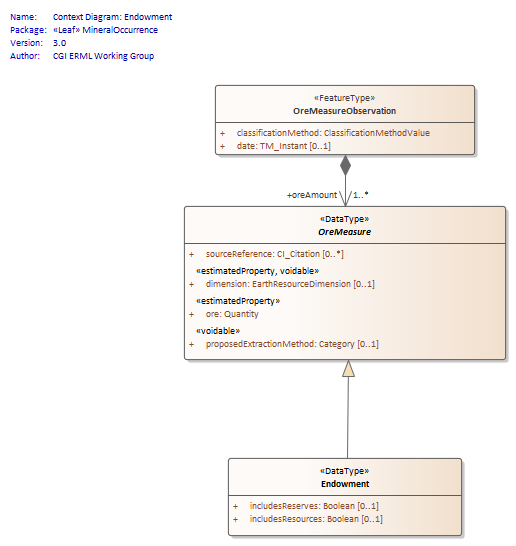 Name: Context Diagram: Endowment
Package: «Leaf» MineralOccurrence
Version: 3.0
Author: CGI ERML Working Group
«FeatureType»
OreMeasureObservation
+ classificationMethod: ClassificationMethodValue
+ date: TM_Instant [0..1]
+oreAmount 1..*
«DataType»
OreMeasure
+ sourceReference: CI_Citation [0..*]
«estimatedProperty, voidable»
+ dimension: EarthResourceDimension [0..1]
«estimatedProperty»
+ ore: Quantity
«voidable»
+ proposedExtractionMethod: Category [0..1]
«DataType»
Endowment
+ includesReserves: Boolean [0..1]
+ includesResources: Boolean [0..1]